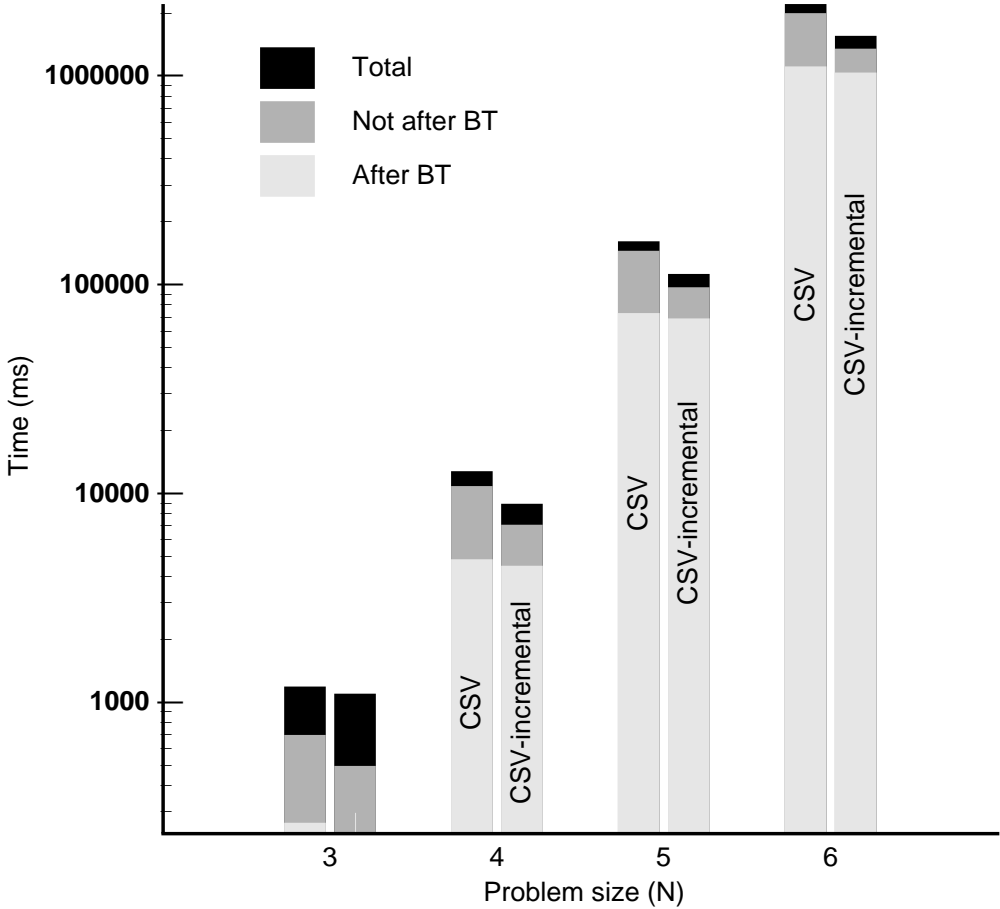 Total
Not after BT
After BT
1000000
100000
10000
1000
Time (ms)
CSV
CSV-incremental
CSV
CSV-incremental
CSV
CSV-incremental
3
4
5
6
Problem size (N)